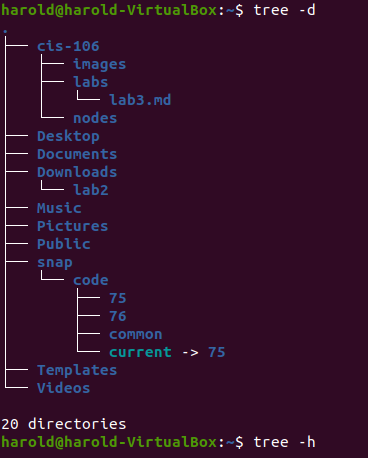 harold@harold-VirtualBox:~$ tree -d
.
├── cis-106
│   ├── images
│   ├── labs
│   │   └── lab3.md
│   └── nodes
├── Desktop
├── Documents
├── Downloads
│   └── lab2
├── Music
├── Pictures
├── Public
├── snap
│   └── code
│       ├── 75
│       ├── 76
│       ├── common
│       └── current -> 75
├── Templates
└── Videos
20 directories
harold@harold-VirtualBox:~$ tree -h